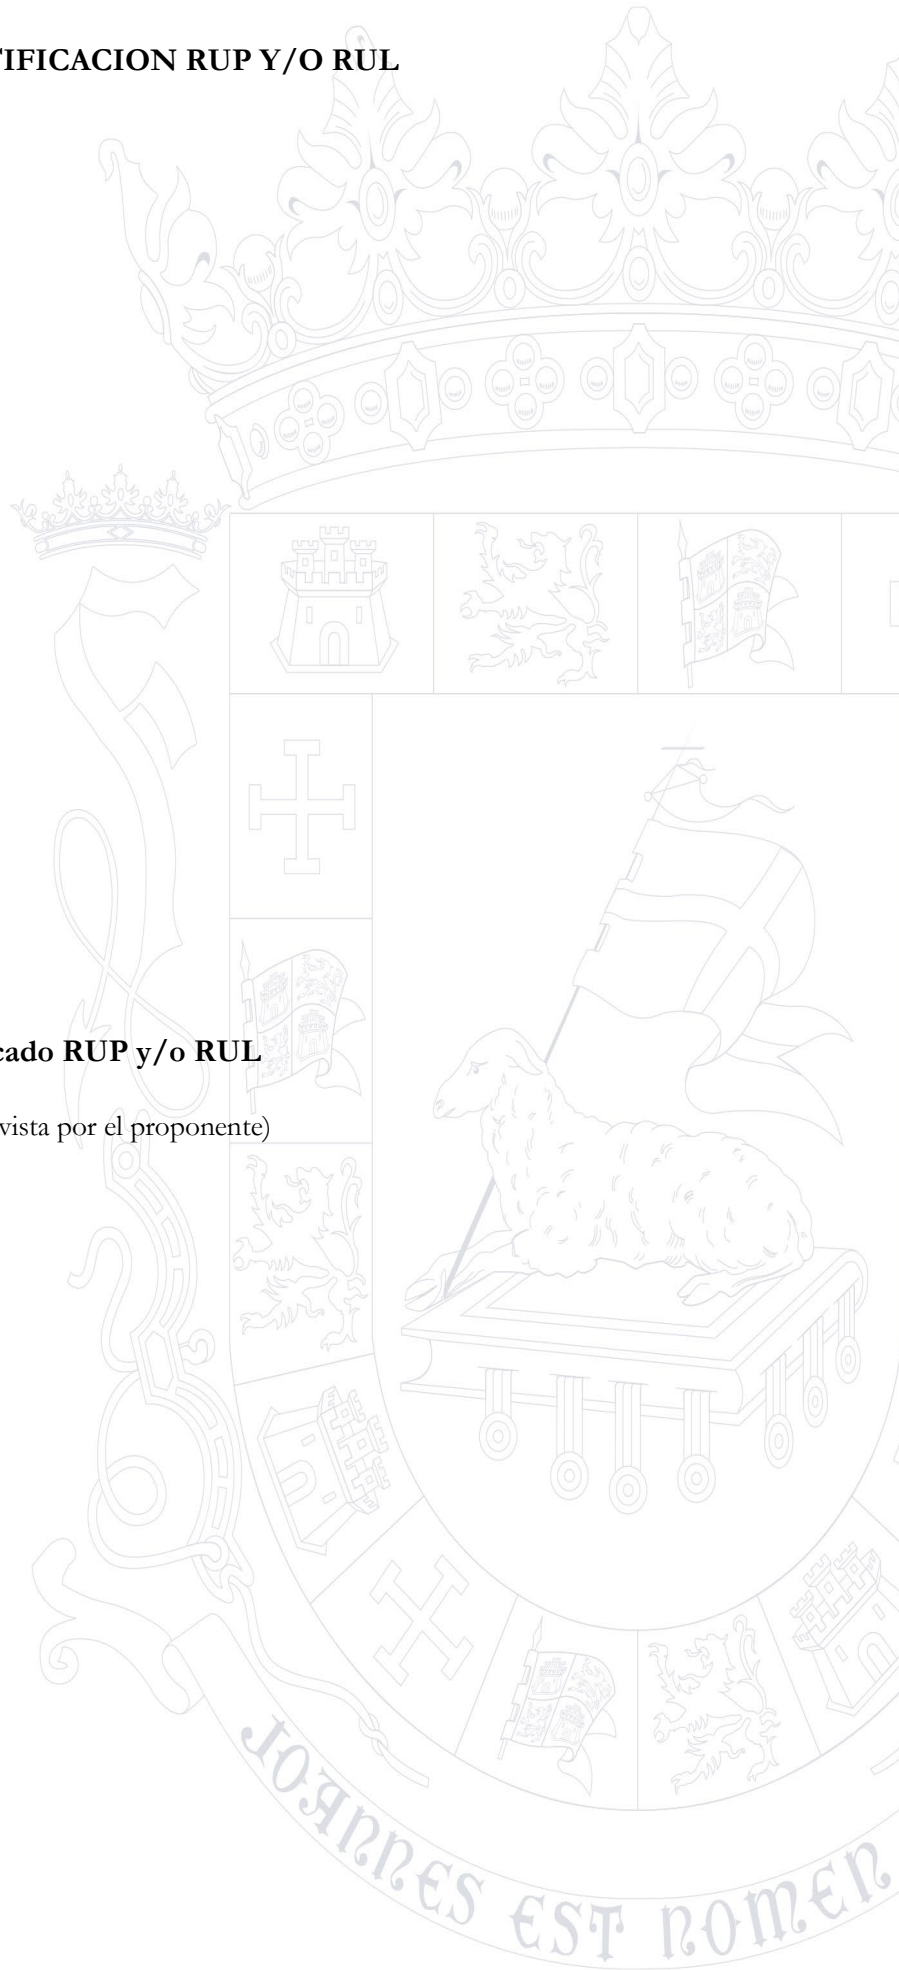 TIFICACION RUP Y/O RUL
cado RUP y/o RUL
vista por el proponente)
JOANNES EST NOMEN